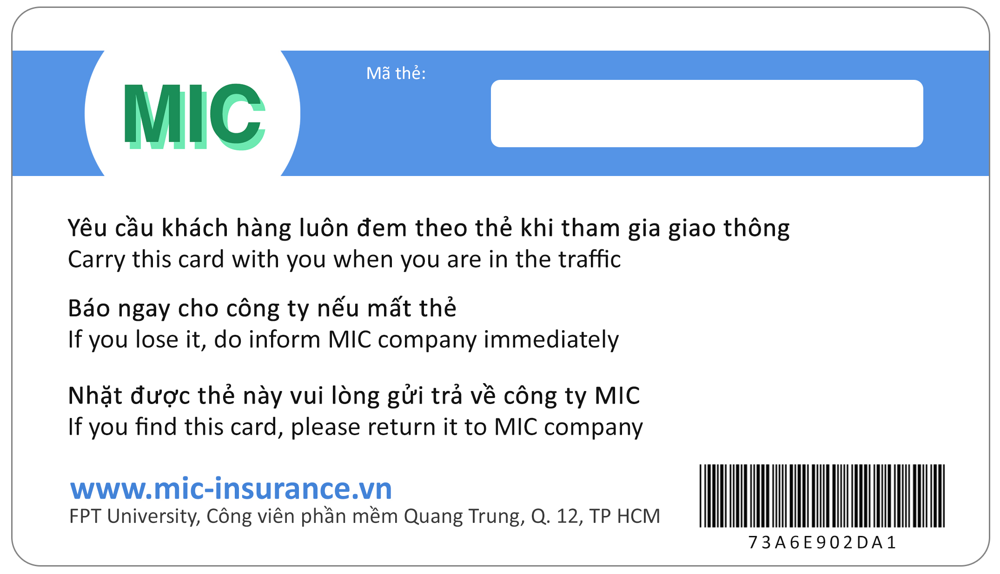 MIC
Mã thẻ:
Yêu cầu khách hàng luôn đem theo thẻ khi tham gia giao thông
Carry this card with you when you are in the traffic
Báo ngay cho công ty nếu mất thẻ
If you lose it, do inform MIC company immediately
Nhặt được thẻ này vui lòng gửi trả về công ty MIC
If you find this card, please return it to MIC company
www.mic-insurance.vn
FPT University, Công viên phần mềm Quang Trung, Q. 12, TP HCM
73A6E902DA1